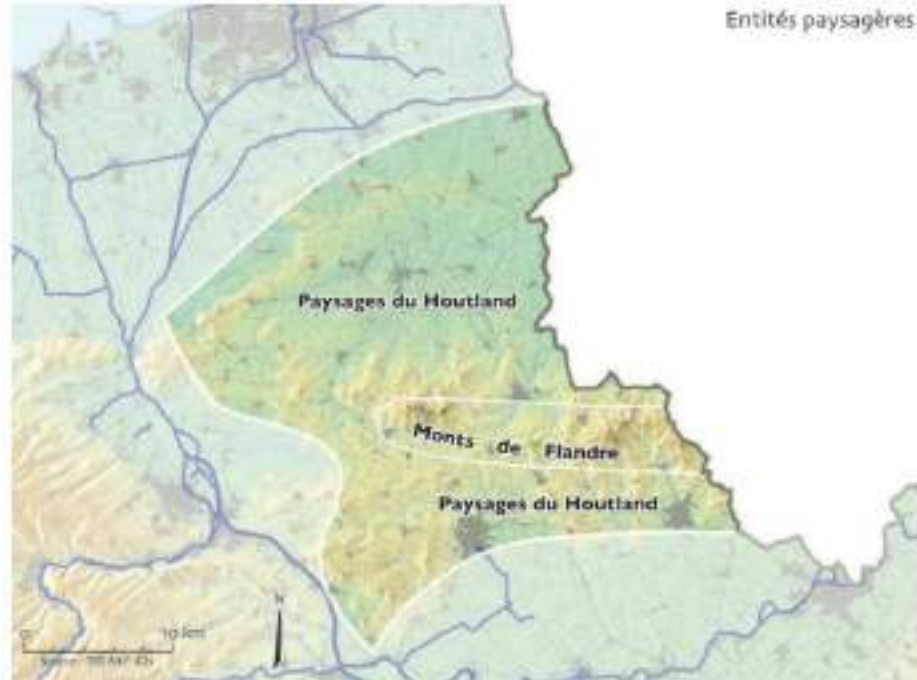 Entités paysagères
Paysages du Houtland
Monts de Flandre
Paysages du Houtland
N
0 10 km